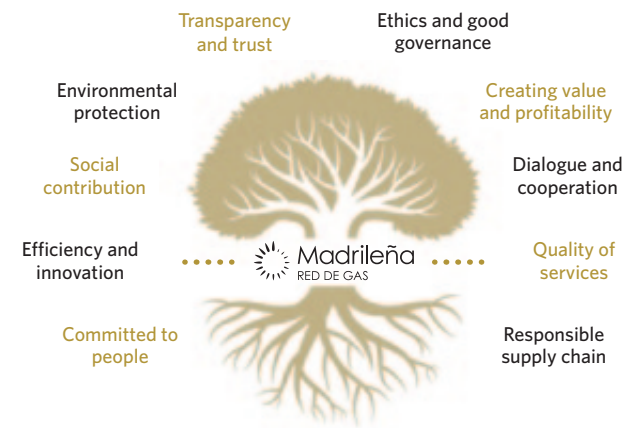 Transparency
and trust
Ethics and good
governance
Environmental
protection
Creating value
and profitability
Social
contribution
Dialogue and
cooperation
Efficiency and
innovation
Madrileña
RED DE GAS
Quality of
services
Committed to
people
Responsible
supply chain